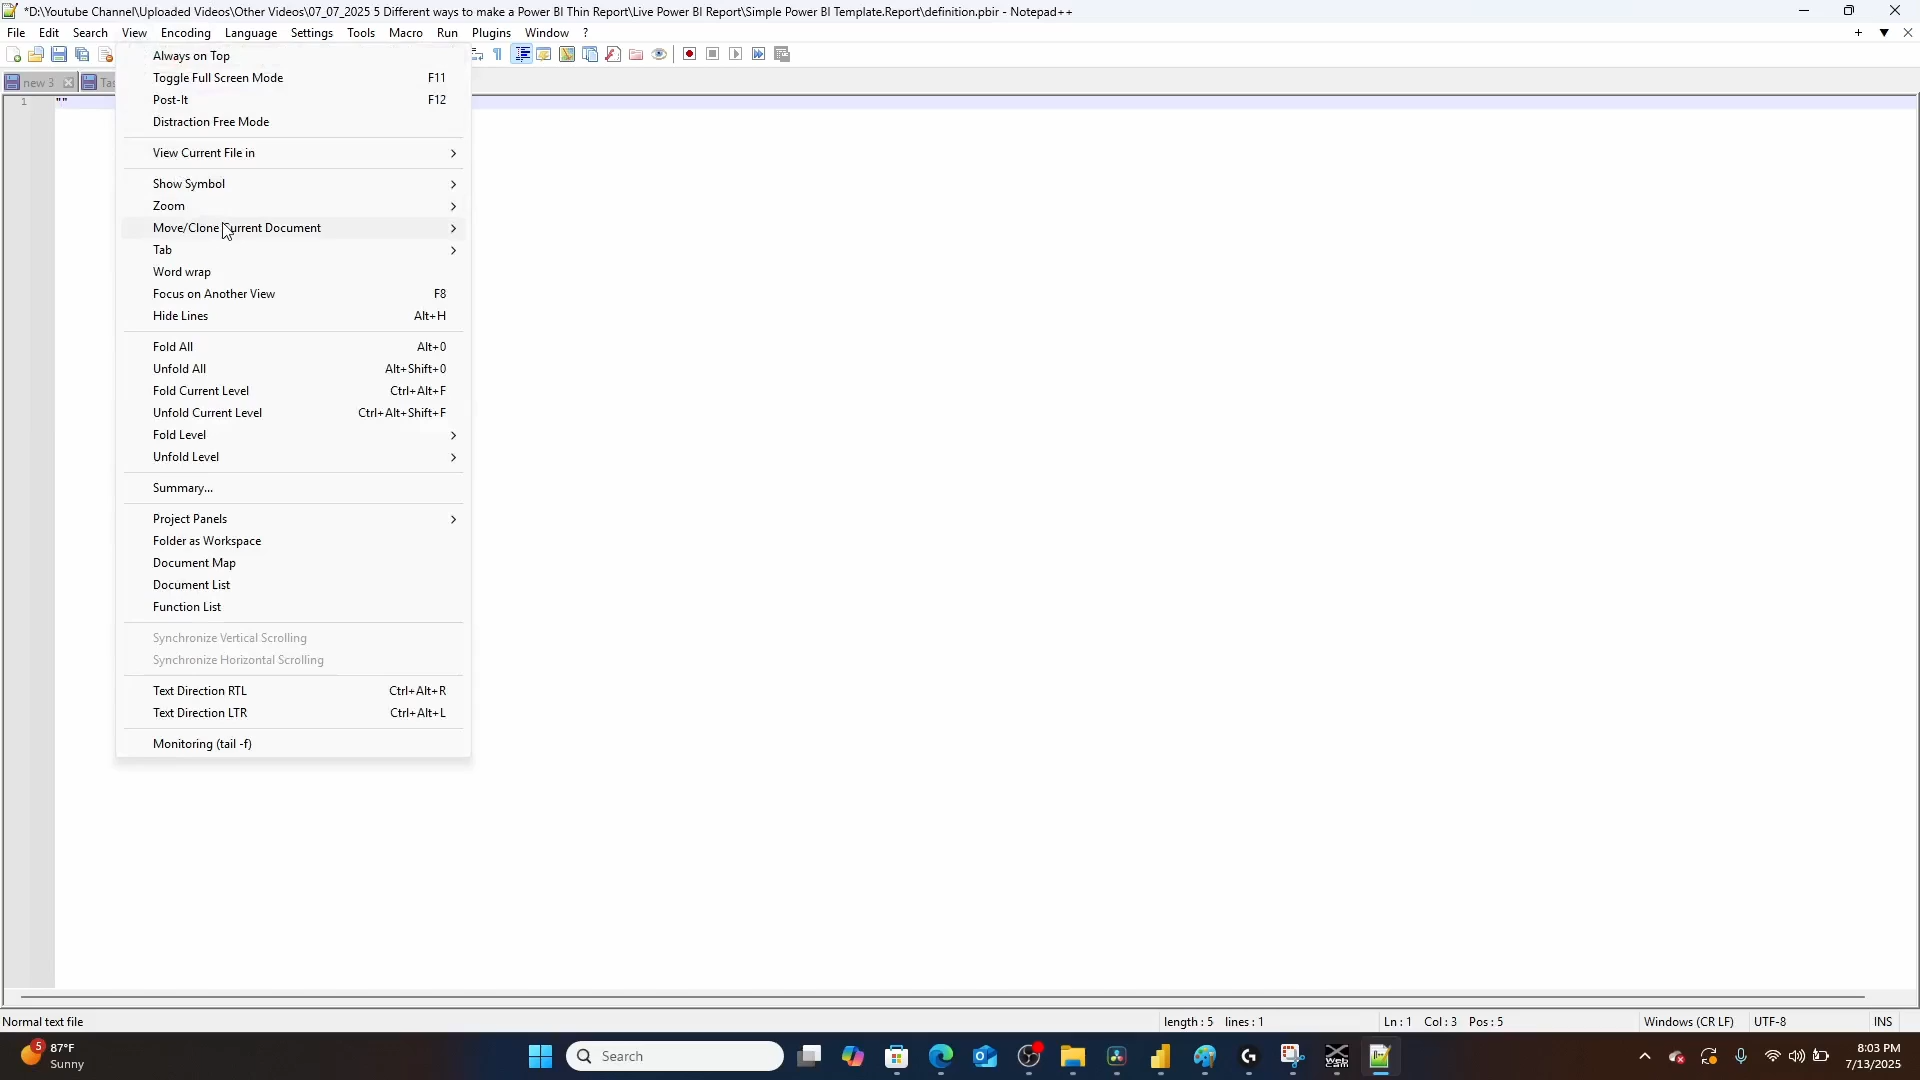 *D:\Youtube Channel\Uploaded Videos\Other Videos\07_07_2025 5 Different ways to make a Power BI Thin Report\Live Power BI Report\Simple Power BI Template.Report\definition.pbir - Notepad++
File Edit Search View Encoding Language Settings Tools Macro Run Plugins Window ?
new 3
1 ""
Always on Top
Toggle Full Screen Mode F11
Post-It F12
Distraction Free Mode
View Current File in
Show Symbol
Zoom
Move/Clone Current Document
Tab
Word wrap
Focus on Another View F8
Hide Lines Alt+H
Fold All Alt+0
Unfold All Alt+Shift+0
Fold Current Level Ctrl+Alt+F
Unfold Current Level Ctrl+Alt+Shift+F
Fold Level
Unfold Level
Summary...
Project Panels
Folder as Workspace
Document Map
Document List
Function List
Synchronize Vertical Scrolling
Synchronize Horizontal Scrolling
Text Direction RTL Ctrl+Alt+R
Text Direction LTR Ctrl+Alt+L
Monitoring (tail -f)
Normal text file length : 5 lines : 1 Ln : 1 Col : 3 Pos : 5 Windows (CR LF) UTF-8 INS
5 87°F
Sunny
Search
WEB
CAM
8:03 PM
7/13/2025